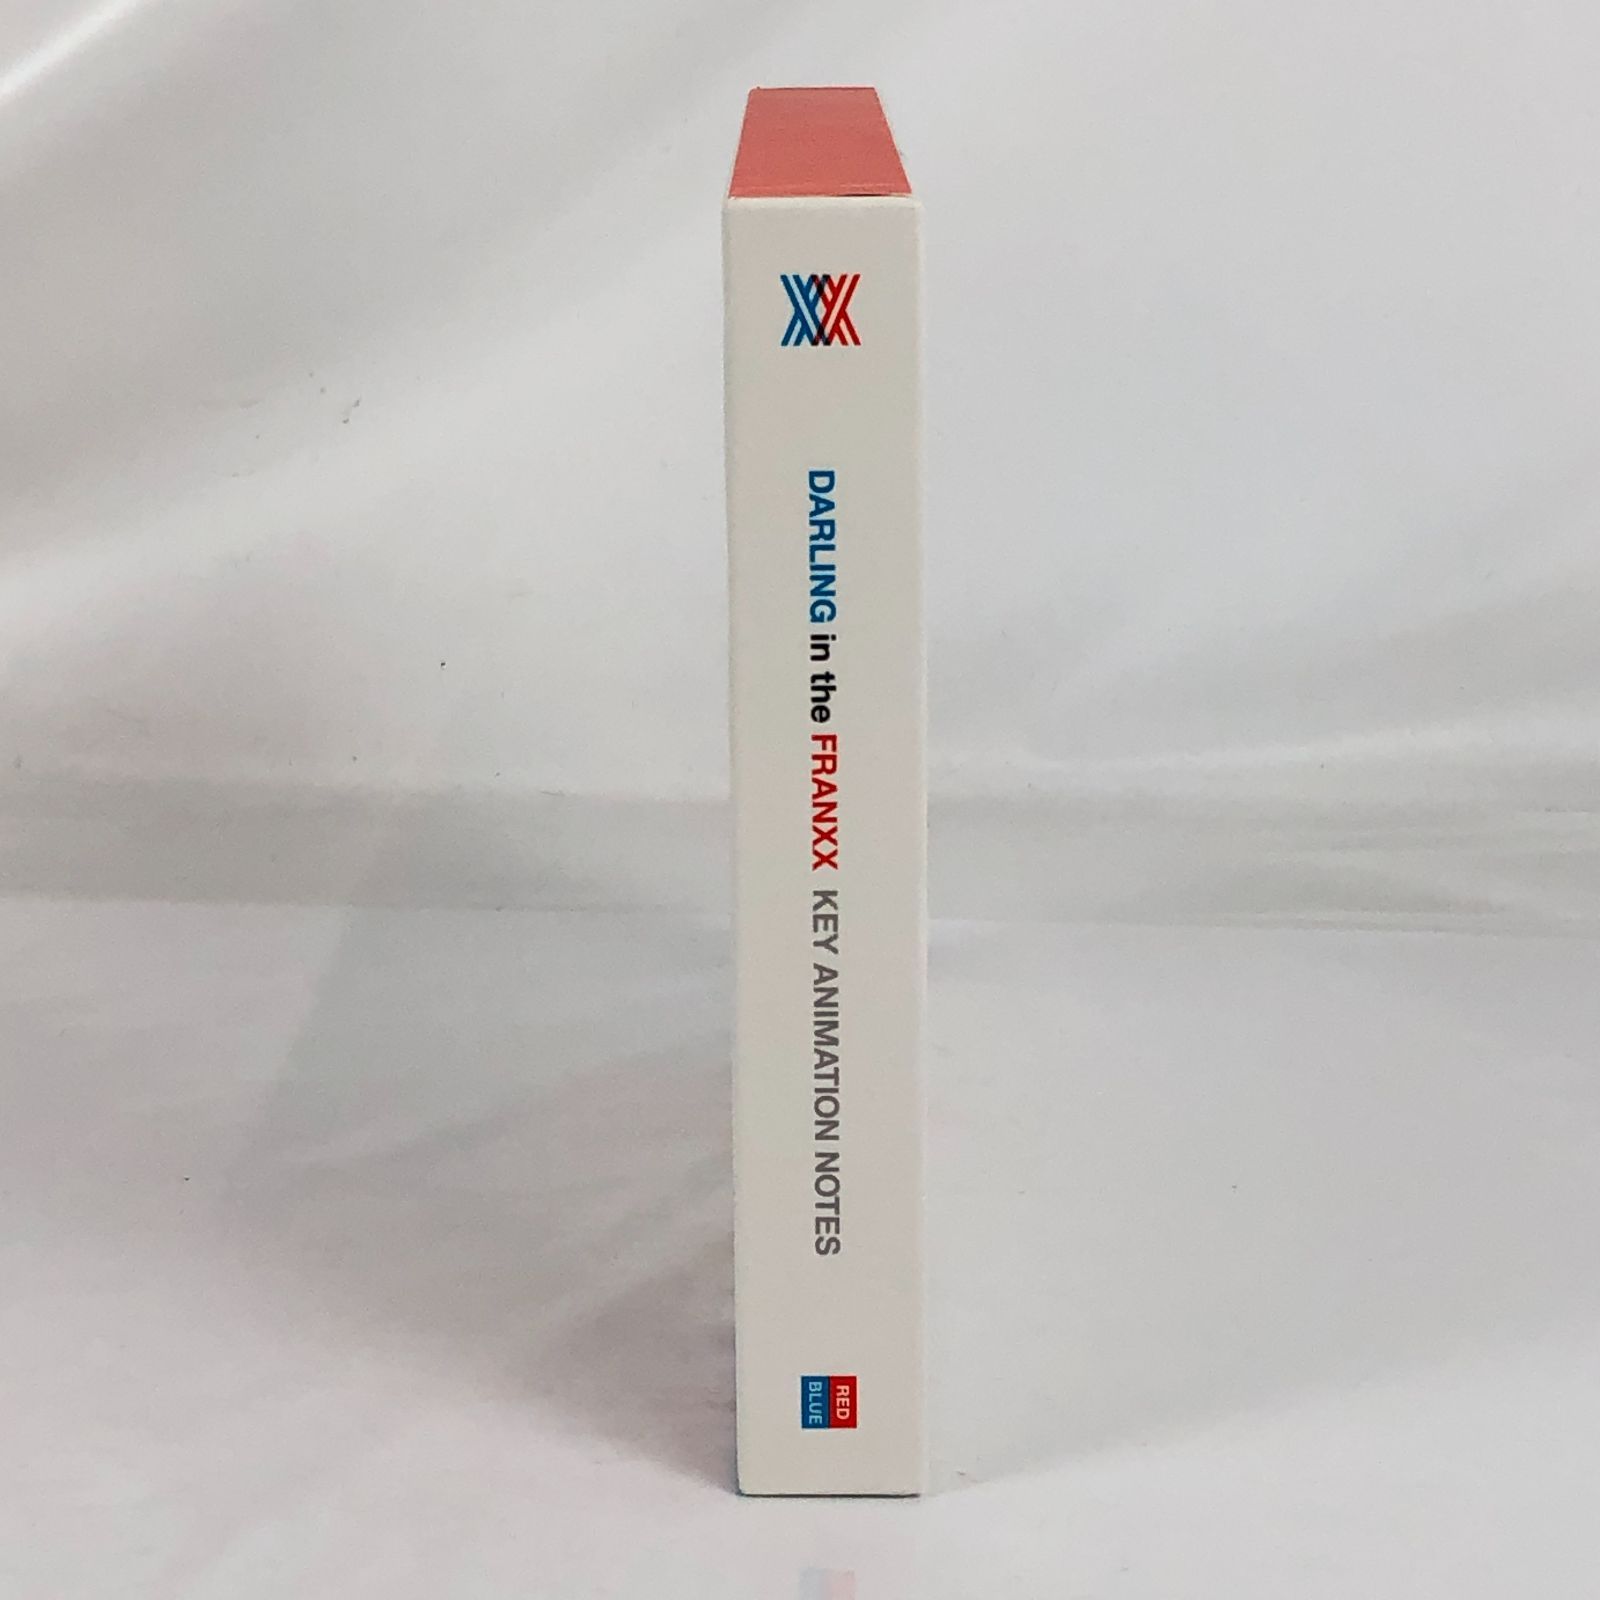 DARLING in the FRANXX KEY ANIMATION NOTES
RED
BLUE